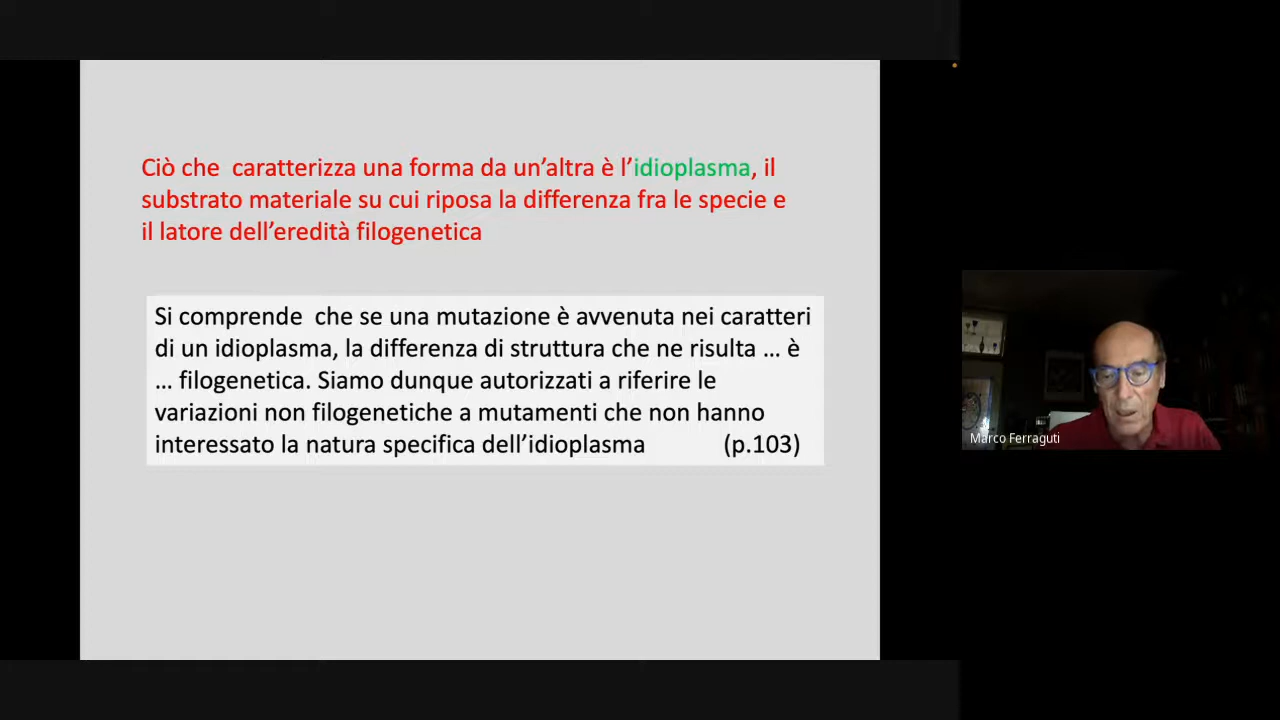 Ciò che  caratterizza una forma da un’altra è l’idioplasma, il
substrato materiale su cui riposa la differenza fra le specie e
il latore dell’eredità filogenetica
Si comprende  che se una mutazione è avvenuta nei caratteri
di un idioplasma, la differenza di struttura che ne risulta ... è
... filogenetica. Siamo dunque autorizzati a riferire le
variazioni non filogenetiche a mutamenti che non hanno
interessato la natura specifica dell’idioplasma (p.103)
Marco Ferraguti